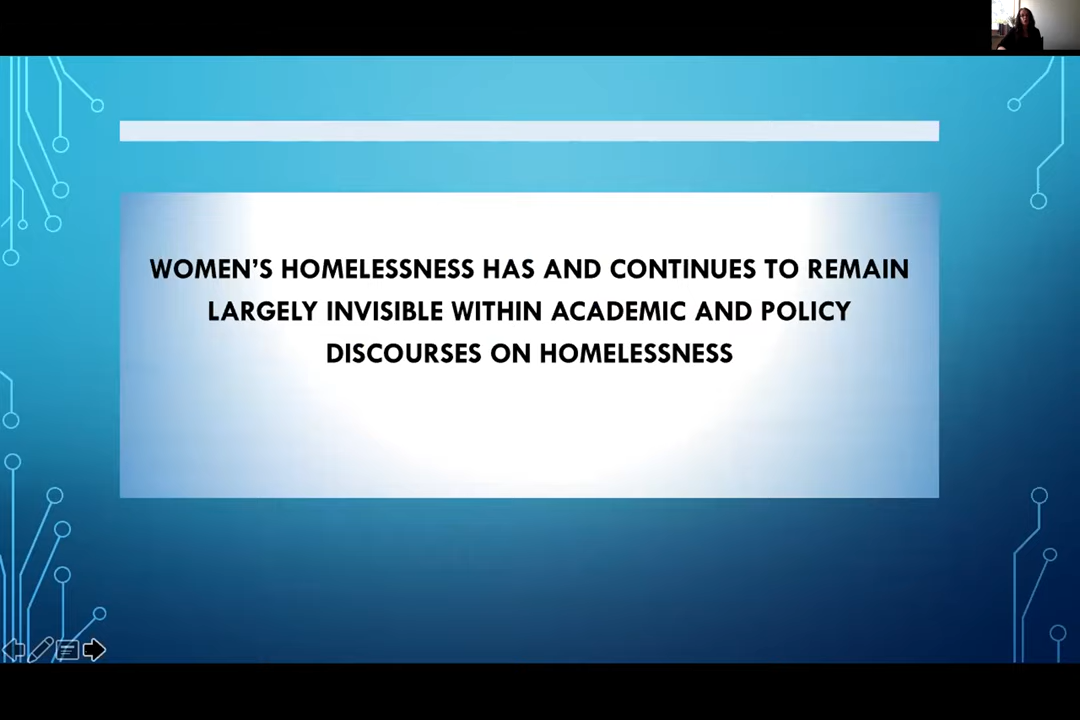 WOMEN'S HOMELESSNESS HAS AND CONTINUES TO REMAIN
LARGELY INVISIBLE WITHIN ACADEMIC AND POLICY
DISCOURSES ON HOMELESSNESS